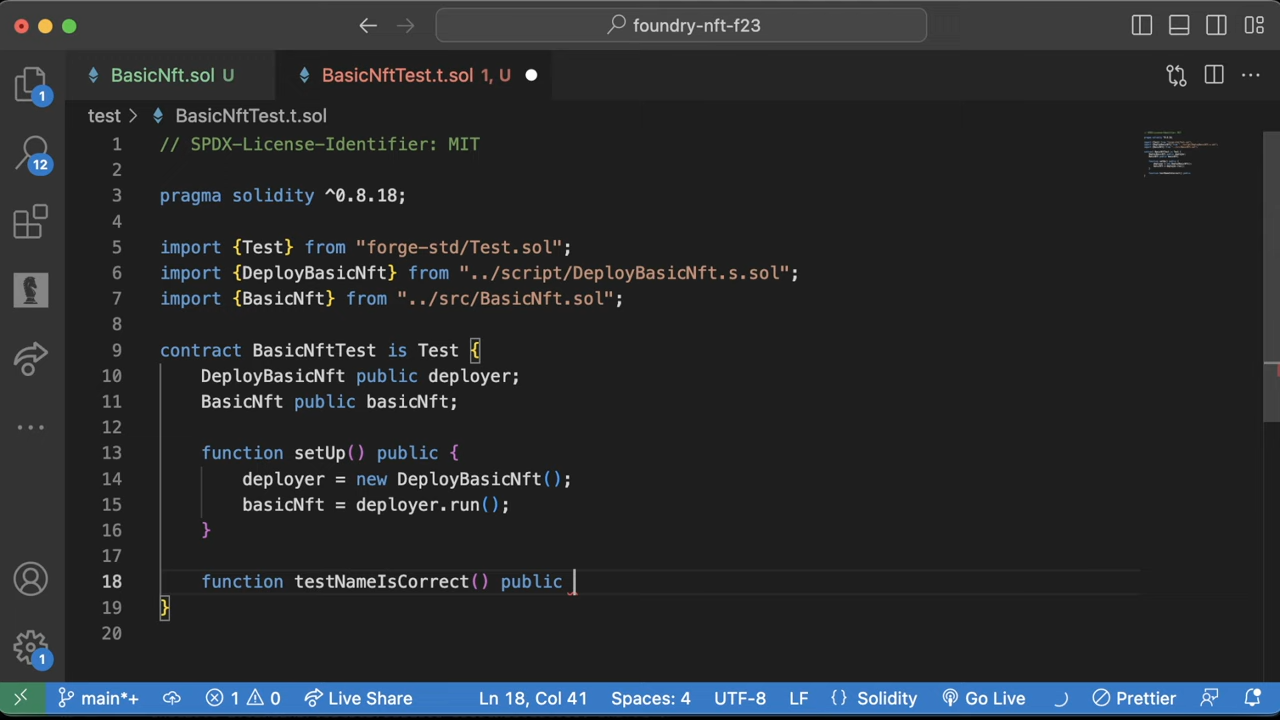 foundry-nft-f23
BasicNft.sol U
BasicNftTest.t.sol 1, U
test > BasicNftTest.t.sol
1 // SPDX-License-Identifier: MIT
2
3 pragma solidity ^0.8.18;
4
5 import {Test} from "forge-std/Test.sol";
6 import {DeployBasicNft} from "../script/DeployBasicNft.s.sol";
7 import {BasicNft} from "../src/BasicNft.sol";
8
9 contract BasicNftTest is Test {
10 DeployBasicNft public deployer;
11 BasicNft public basicNft;
12
13 function setUp() public {
14 deployer = new DeployBasicNft();
15 basicNft = deployer.run();
16 }
17
18 function testNameIsCorrect() public
19 }
20
1
12
1
main*+ 1 0 Live Share Ln 18, Col 41 Spaces: 4 UTF-8 LF {} Solidity Go Live Prettier